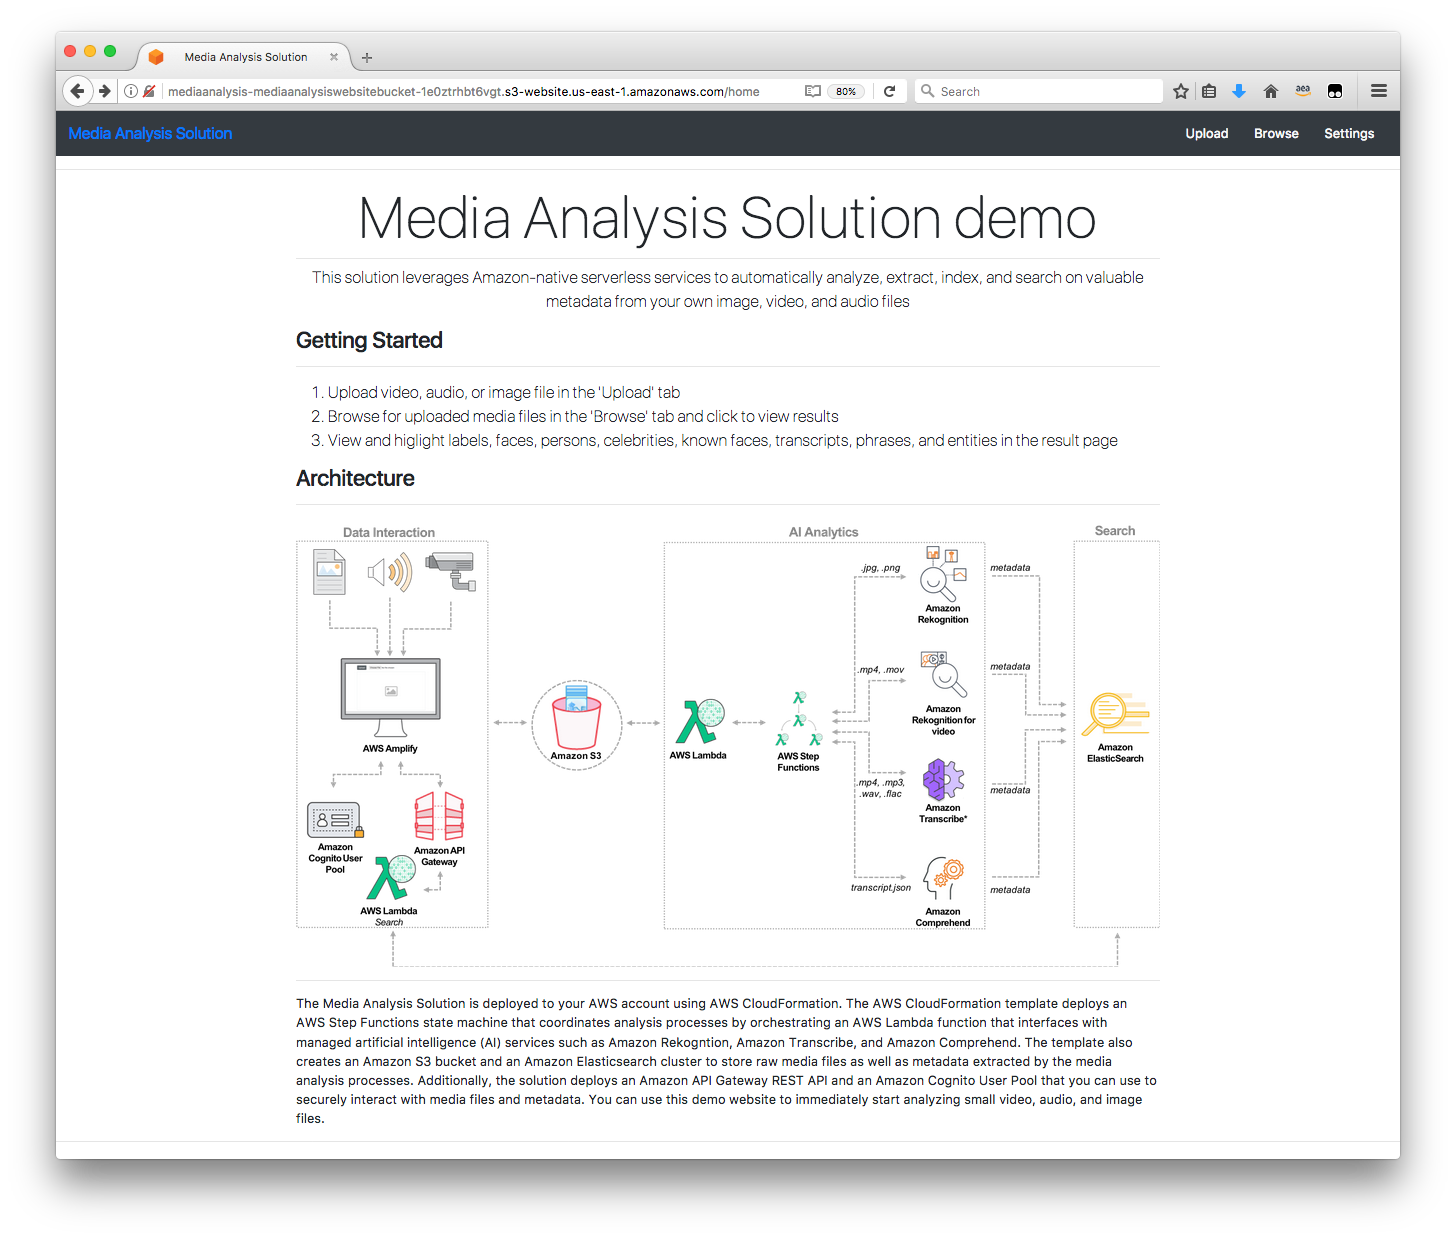 Media Analysis Solution
mediaanalysis-mediaanalysiswebsitebucket-1e0ztrhbt6vgt.s3-website.us-east-1.amazonaws.com/home
80%
Search
aea
Media Analysis Solution
Upload
Browse
Settings
Media Analysis Solution demo
This solution leverages Amazon-native serverless services to automatically analyze, extract, index, and search on valuable
metadata from your own image, video, and audio files
Getting Started
1. Upload video, audio, or image file in the 'Upload' tab
2. Browse for uploaded media files in the 'Browse' tab and click to view results
3. View and higlight labels, faces, persons, celebrities, known faces, transcripts, phrases, and entities in the result page
Architecture
Data Interaction
AI Analytics
Search
.jpg, .png
metadata
Amazon
Rekognition
.mp4, .mov
metadata
Amazon
Rekognition for
video
AWS Amplify
Amazon S3
AWS Lambda
AWS Step
Functions
Amazon
ElasticSearch
.mp4, .mp3,
.wav, .flac
metadata
Amazon
Transcribe*
Amazon
Cognito User
Pool
Amazon API
Gateway
AWS Lambda
Search
transcript.json
metadata
Amazon
Comprehend
The Media Analysis Solution is deployed to your AWS account using AWS CloudFormation. The AWS CloudFormation template deploys an
AWS Step Functions state machine that coordinates analysis processes by orchestrating an AWS Lambda function that interfaces with
managed artificial intelligence (AI) services such as Amazon Rekogntion, Amazon Transcribe, and Amazon Comprehend. The template also
creates an Amazon S3 bucket and an Amazon Elasticsearch cluster to store raw media files as well as metadata extracted by the media
analysis processes. Additionally, the solution deploys an Amazon API Gateway REST API and an Amazon Cognito User Pool that you can use to
securely interact with media files and metadata. You can use this demo website to immediately start analyzing small video, audio, and image
files.